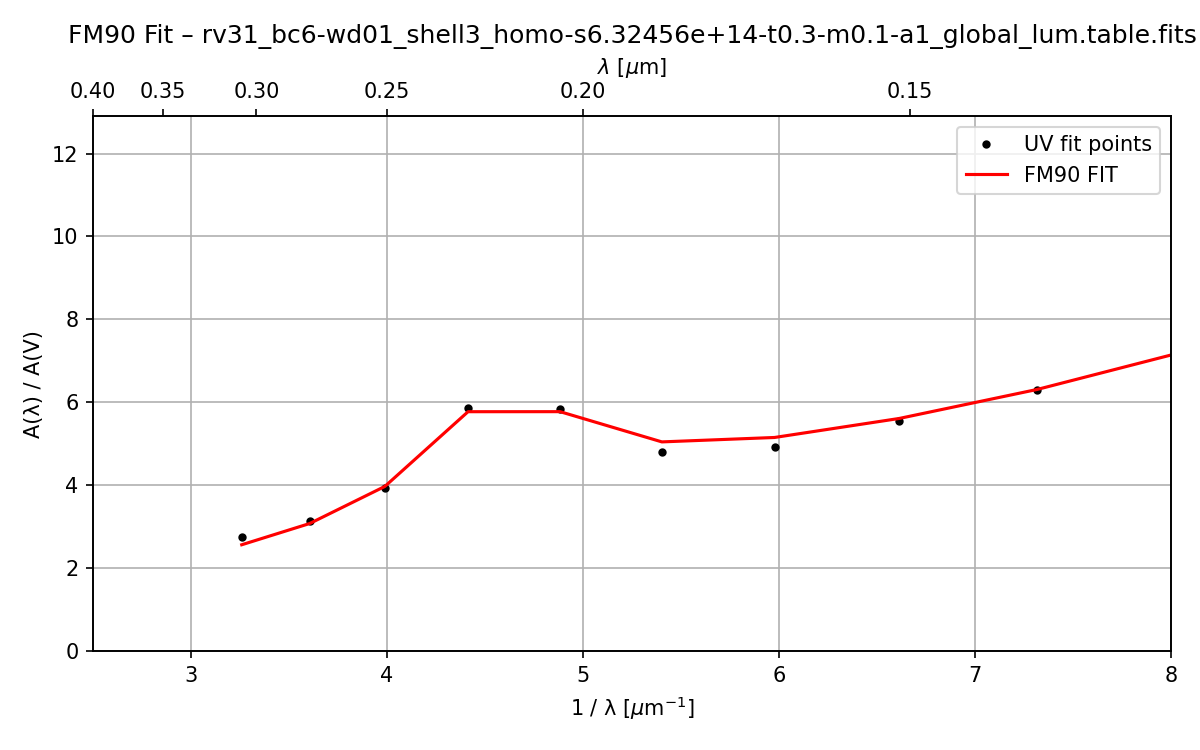 FM90 Fit – rv31_bc6-wd01_shell3_homo-s6.32456e+14-t0.3-m0.1-a1_global_lum.table.fits
λ [μm]
0.40 0.35 0.30 0.25 0.20 0.15
UV fit points
FM90 FIT
12
10
8
6
4
2
0
A(λ) / A(V)
3 4 5 6 7 8
1 / λ [μm⁻¹]